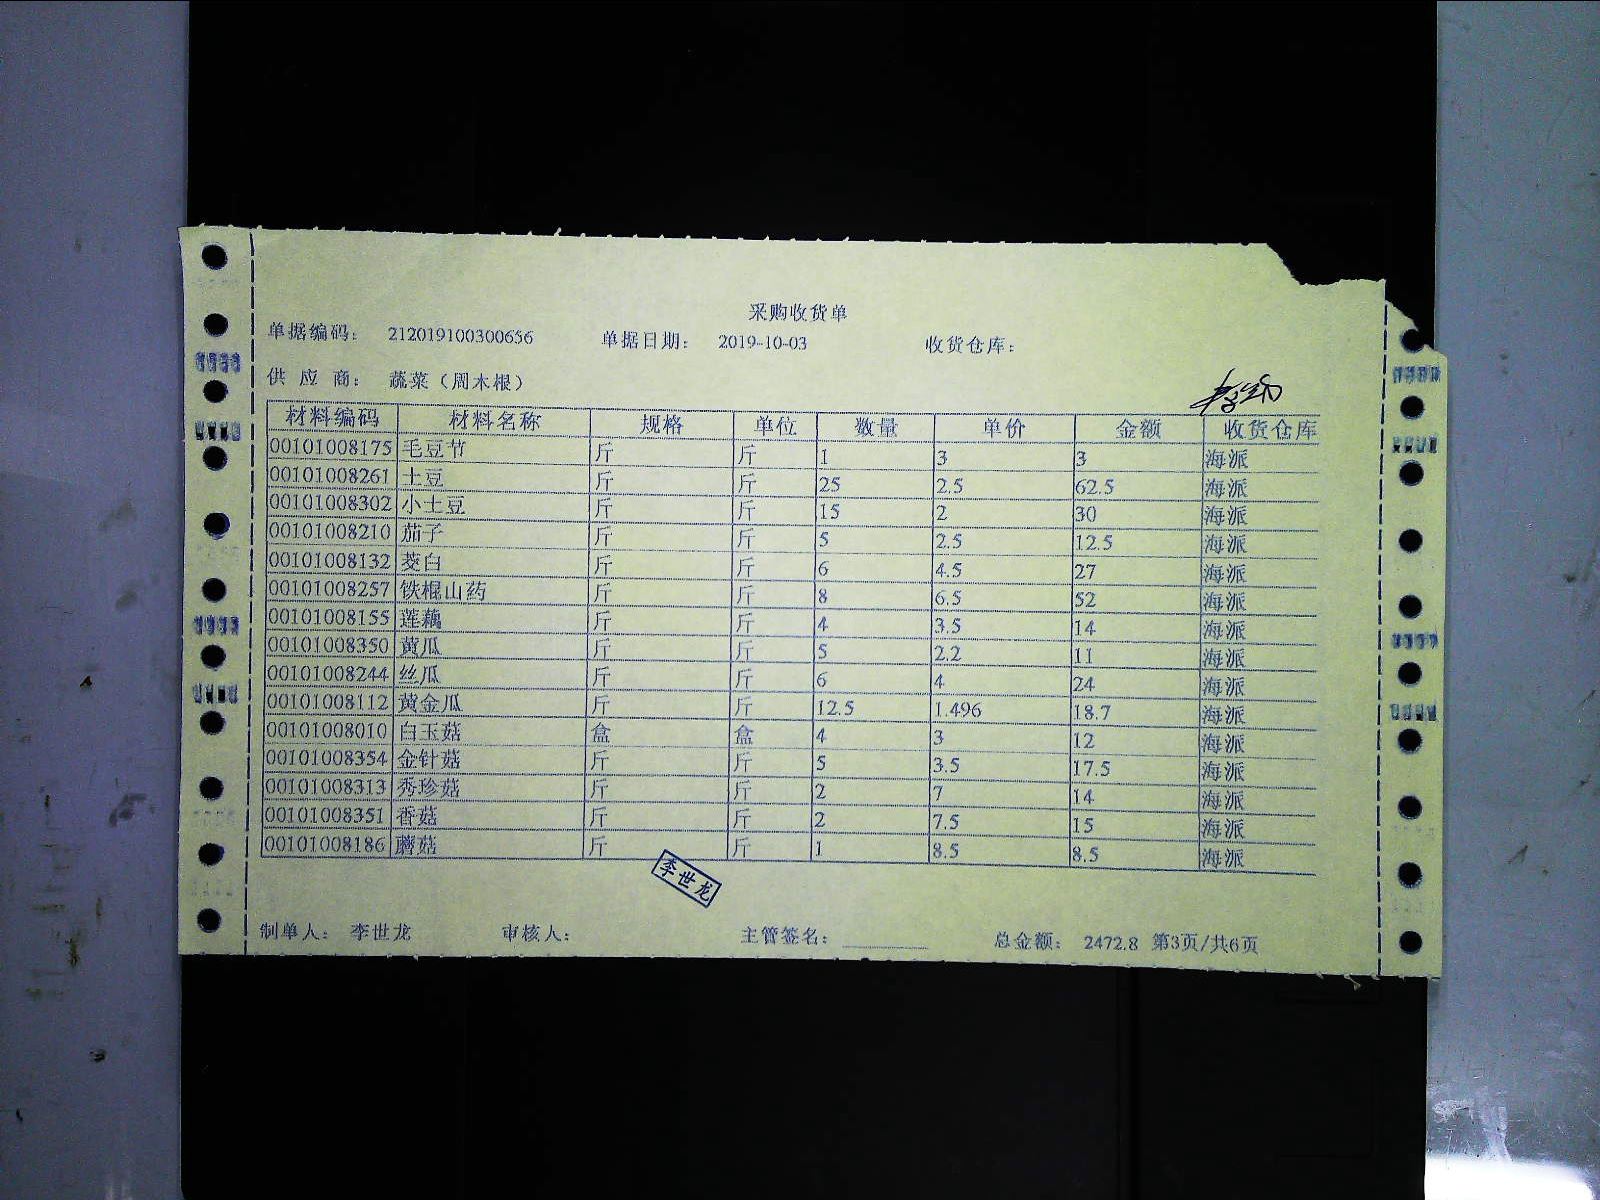 采购收货单
单据编码： 212019100300656 单据日期： 2019-10-03 收货仓库：
供 应 商： 蔬菜（周木根）
材料编码 材料名称 规格 单位 数量 单价 金额 收货仓库
00101008175 毛豆节 斤 斤 1 3 3 海派
00101008261 土豆 斤 斤 25 2.5 62.5 海派
00101008302 小土豆 斤 斤 15 2 30 海派
00101008210 茄子 斤 斤 5 2.5 12.5 海派
00101008132 茭白 斤 斤 6 4.5 27 海派
00101008257 铁棍山药 斤 斤 8 6.5 52 海派
00101008155 莲藕 斤 斤 4 3.5 14 海派
00101008350 黄瓜 斤 斤 5 2.2 11 海派
00101008244 丝瓜 斤 斤 6 4 24 海派
00101008112 黄金瓜 斤 斤 12.5 1.496 18.7 海派
00101008010 白玉菇 盒 盒 4 3 12 海派
00101008354 金针菇 斤 斤 5 3.5 17.5 海派
00101008313 秀珍菇 斤 斤 2 7 14 海派
00101008351 香菇 斤 斤 2 7.5 15 海派
00101008186 蘑菇 斤 斤 1 8.5 8.5 海派
李世龙
制单人： 李世龙 审核人： 主管签名： 总金额： 2472.8 第3页/共6页